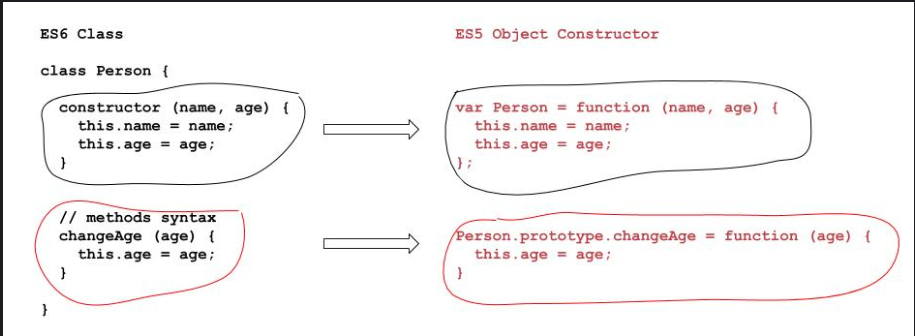 ES6 Class
class Person {
constructor (name, age) {
this.name = name;
this.age = age;
}
// methods syntax
changeAge (age) {
this.age = age;
}
}
ES5 Object Constructor
var Person = function (name, age) {
this.name = name;
this.age = age;
};
Person.prototype.changeAge = function (age) {
this.age = age;
}